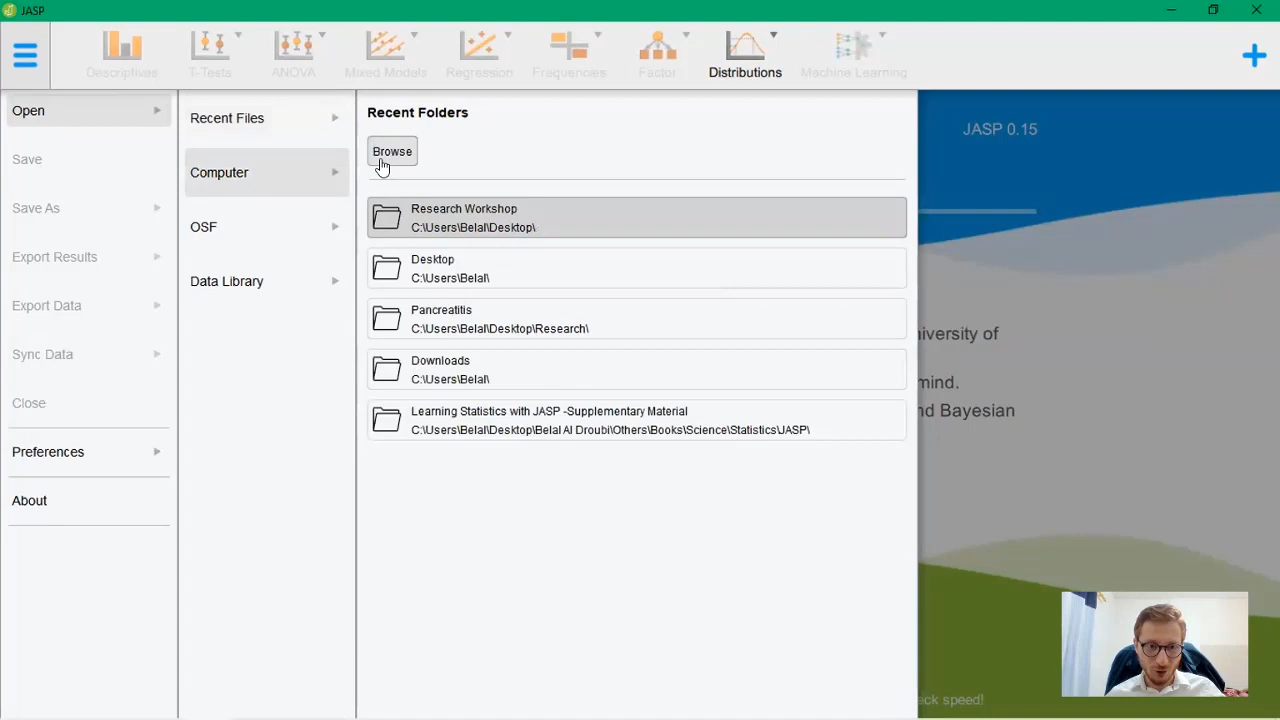 JASP
Descriptives
T-Tests
ANOVA
Mixed Models
Regression
Frequencies
Factor
Distributions
Machine Learning
Open
Save
Save As
Export Results
Export Data
Sync Data
Close
Preferences
About
Recent Files
Computer
OSF
Data Library
Recent Folders
Browse
Research Workshop
C:\Users\Belal\Desktop\
Desktop
C:\Users\Belal\
Pancreatitis
C:\Users\Belal\Desktop\Research\
Downloads
C:\Users\Belal\
Learning Statistics with JASP -Supplementary Material
C:\Users\Belal\Desktop\Belal Al Droubi\Others\Books\Science\Statistics\JASP\
JASP 0.15
iversity of
mind.
nd Bayesian
eck speed!